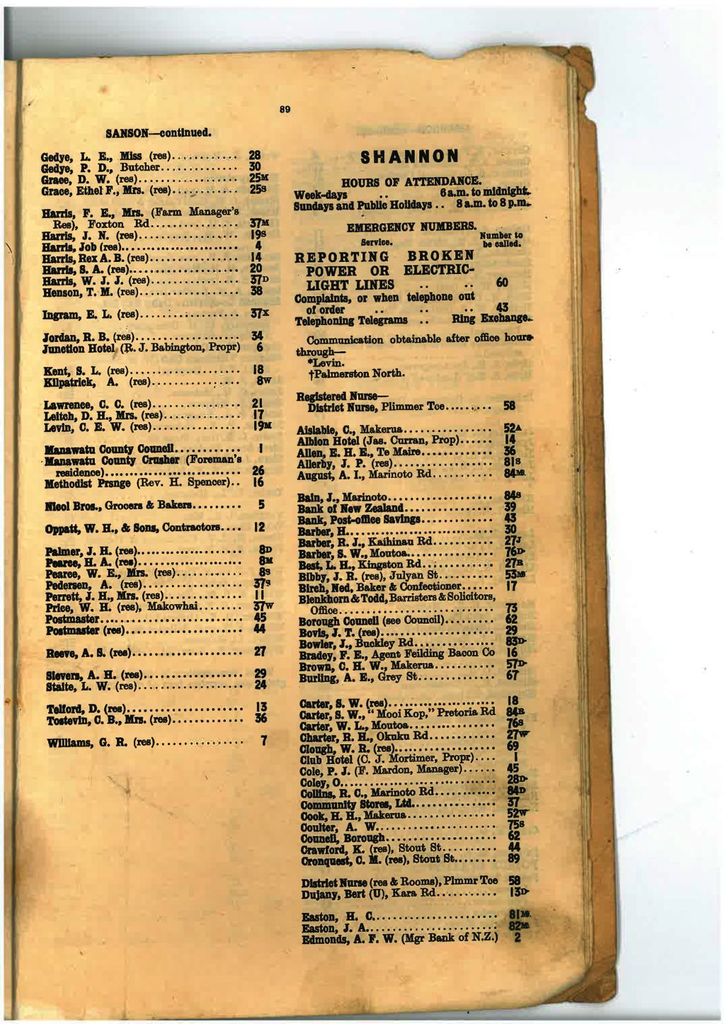 89
SANSON—continued.
Gedye, L. E., Miss (res)............ 28
Gedye, P. D., Butcher............. 30
Grace, D. W. (res)................ 25M
Grace, Ethel F., Mrs. (res)......... 25S
Harris, F. E., Mrs. (Farm Manager's
Res), Foxton Rd................ 37M
Harris, J. N. (res)................ 19S
Harris, Job (res).................. 4
Harris, Rex A. B. (res)............. 14
Harris, S. A. (res)................. 20
Harris, W. J. J. (res).............. 37D
Henson, T. M. (res)............... 38
Ingram, E. L. (res)............... 37X
Jordan, R. B. (res)................ 34
Junction Hotel (R. J. Babington, Propr) 6
Kent, S. L. (res)................. 18
Kilpatrick, A. (res)............... 8W
Lawrence, C. C. (res).............. 21
Leitch, D. H., Mrs. (res)........... 17
Levin, C. E. W. (res).............. 19M
Manawatu County Council........... 1
Manawatu County Crusher (Foreman's
residence)....................... 26
Methodist Prsnge (Rev. H. Spencer).. 16
Nicol Bros., Grocers & Bakers......... 5
Oppatt, W. H., & Sons, Contractors.... 12
Palmer, J. H. (res)................. 8D
Pearce, H. A. (res)................. 8M
Pearce, W. E., Mrs. (res)........... 8S
Pedersen, A. (res)................. 37S
Perrett, J. H., Mrs. (res)............ 11
Price, W. H. (res), Makowhai........ 37W
Postmaster....................... 45
Postmaster (res)................... 44
Reeve, A. S. (res)................. 27
Sievers, A. H. (res)................ 29
Staite, L. W. (res)................. 24
Telford, D. (res)................... 13
Tostevin, C. B., Mrs. (res)........... 36
Williams, G. R. (res)............... 7
SHANNON
HOURS OF ATTENDANCE.
Week-days .. 6 a.m. to midnight.
Sundays and Public Holidays .. 8 a.m. to 8 p.m.
EMERGENCY NUMBERS.
Service. Number to
be called.
REPORTING BROKEN
POWER OR ELECTRIC-
LIGHT LINES .. .. 60
Complaints, or when telephone out
of order .. .. .. 43
Telephoning Telegrams .. Ring Exchange.
Communication obtainable after office hours
through—
*Levin.
†Palmerston North.
Registered Nurse—
District Nurse, Plimmer Tce........ 58
Aislabie, C., Makerua............... 52A
Albion Hotel (Jas. Curran, Prop)...... 14
Allen, E. H. E., Te Maire............ 36
Allerby, J. P. (res)................. 81S
August, A. I., Marinoto Rd.......... 84M
Bain, J., Marinoto................. 84S
Bank of New Zealand............... 39
Bank, Post-office Savings............ 43
Barber, H......................... 30
Barber, R. J., Kaihinau Rd.......... 27J
Barber, S. W., Moutoa.............. 76D
Best, L. H., Kingston Rd............ 27R
Bibby, J. R. (res), Julyan St......... 53M
Birch, Ned, Baker & Confectioner...... 17
Blenkhorn & Todd, Barristers & Solicitors,
Office.......................... 73
Borough Council (see Council)........ 62
Bovis, J. T. (res)................... 29
Bowler, J., Buckley Rd.............. 83D
Bradey, F. E., Agent Feilding Bacon Co 16
Brown, C. H. W., Makerua........... 57D
Burling, A. E., Grey St............. 67
Carter, S. W. (res)................. 18
Carter, S. W., "Mooi Kop," Pretoria Rd 84R
Carter, W. L., Moutoa.............. 76S
Charter, R. H., Okuku Rd........... 27W
Clough, W. R. (res)................. 69
Club Hotel (C. J. Mortimer, Propr).... 1
Cole, P. J. (F. Mardon, Manager)...... 45
Coley, O.......................... 28D
Collins, R. C., Marinoto Rd.......... 84D
Community Stores, Ltd.............. 37
Cook, H. H., Makerua............... 52W
Coulter, A. W..................... 75S
Council, Borough................... 62
Crawford, K. (res), Stout St......... 44
Cronquest, C. M. (res), Stout St........ 89
District Nurse (res & Rooms), Plmmr Tce 58
Dujany, Bert (U), Kara Rd.......... 13D
Easton, H. C...................... 81M
Easton, J. A....................... 82M
Edmonds, A. F. W. (Mgr Bank of N.Z.) 2